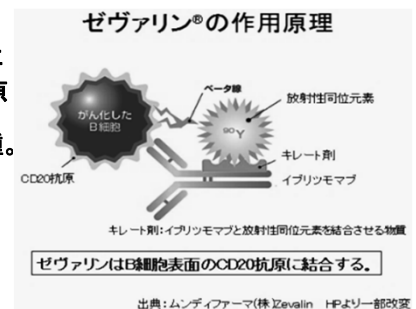 ゼヴァリン®の作用原理
ベータ線
放射性同位元素
がん化した
B細胞
90Y
キレート剤
CD20抗原
イブリツモマブ
キレート剤:イブリツモマブと放射性同位元素を結合させる物質
ゼヴァリンはB細胞表面のCD20抗原に結合する。
出典:ムンディファーマ(株)Zevalin HPより一部改変